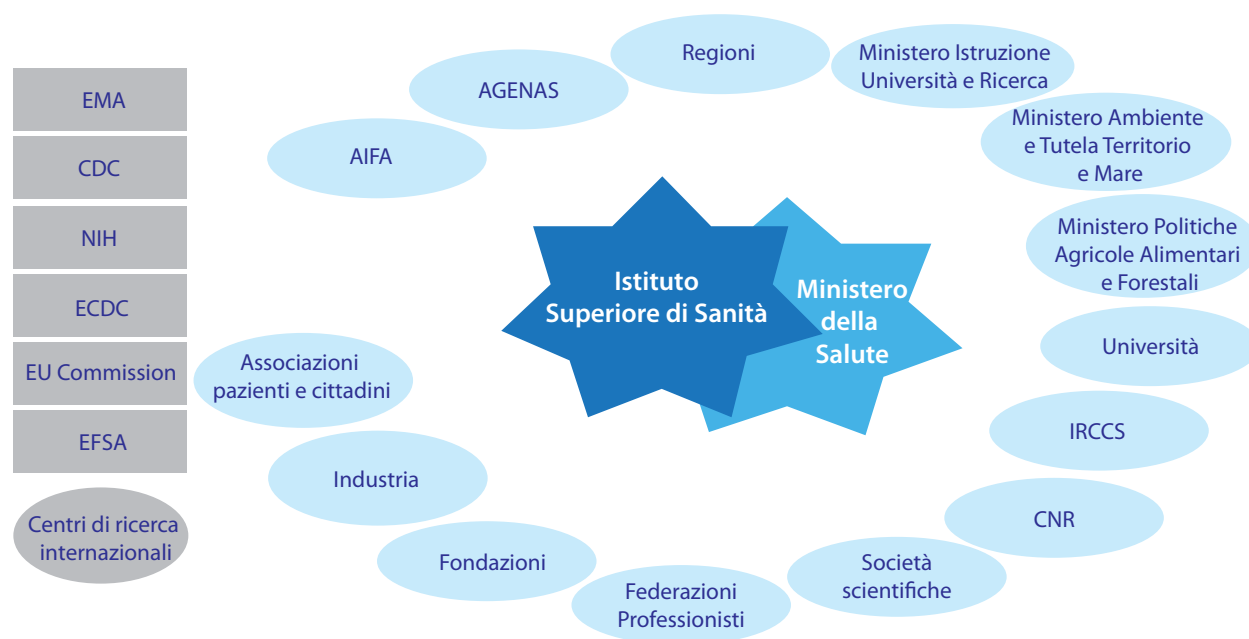 EMA
CDC
NIH
ECDC
EU Commission
EFSA
Centri di ricerca
internazionali
AIFA
AGENAS
Regioni
Ministero Istruzione
Università e Ricerca
Ministero Ambiente
e Tutela Territorio
e Mare
Ministero Politiche
Agricole Alimentari
e Forestali
Università
IRCCS
CNR
Società
scientifiche
Federazioni
Professionisti
Fondazioni
Industria
Associazioni
pazienti e cittadini
Istituto
Superiore di Sanità
Ministero
della
Salute